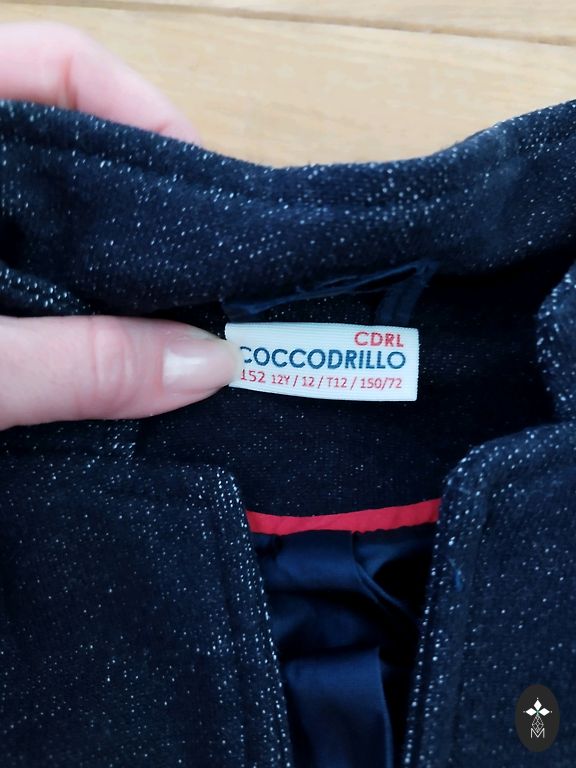 CDRL
COCCODRILLO
152 12Y / 12 / T12 / 150/72